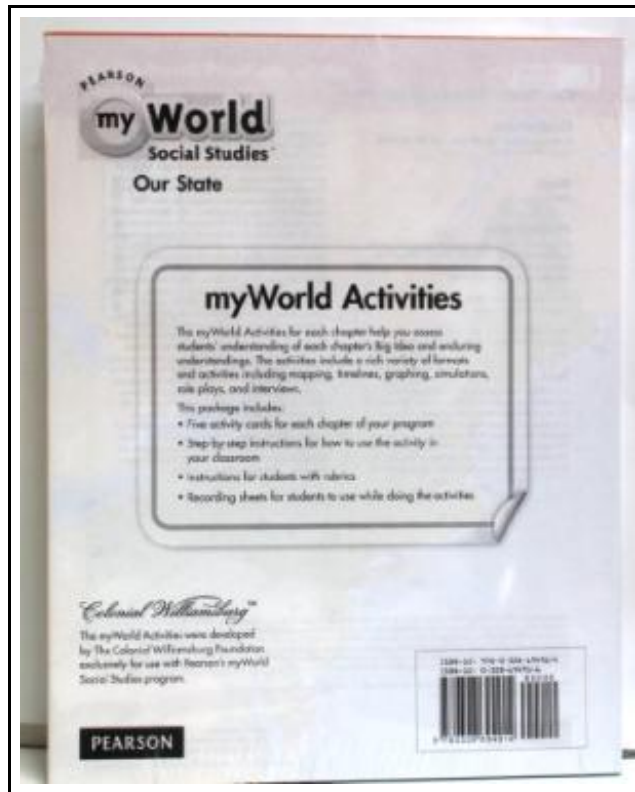 PEARSON
my World
Social Studies™
Our State
myWorld Activities
The myWorld Activities for each chapter help you assess
students' understanding of each chapter's Big Idea and enduring
understandings. The activities include a rich variety of formats
and activities including mapping, timelines, graphing, simulations,
role plays, and interviews.
This package includes:
• Five activity cards for each chapter of your program
• Step by step instructions for how to use the activity in
your classroom
• Instructions for students with rubrics
• Recording sheets for students to use while doing the activities
Colonial Williamsburg™
The myWorld Activities were developed
by The Colonial Williamsburg Foundation
exclusively for use with Pearson's myWorld
Social Studies program.
PEARSON